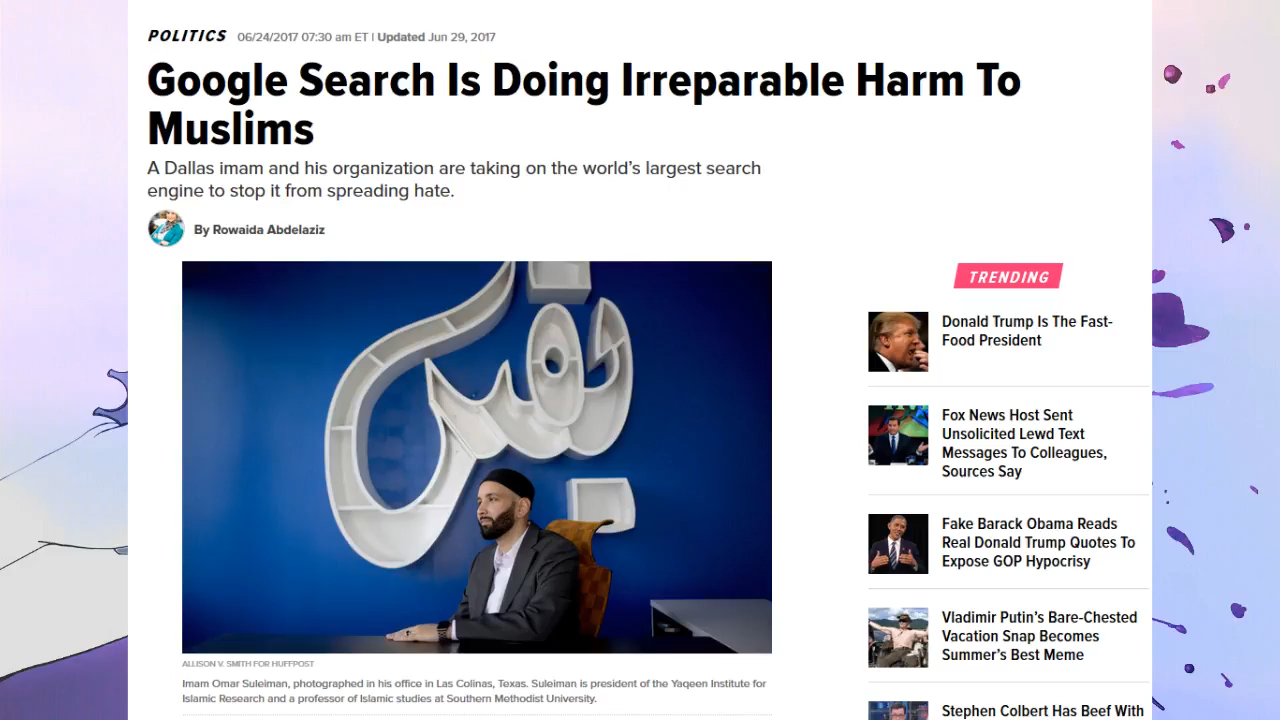 POLITICS 06/24/2017 07:30 am ET | Updated Jun 29, 2017
Google Search Is Doing Irreparable Harm To
Muslims
A Dallas imam and his organization are taking on the world's largest search
engine to stop it from spreading hate.
By Rowaida Abdelaziz
نفس
ALLISON V. SMITH FOR HUFFPOST
Imam Omar Suleiman, photographed in his office in Las Colinas, Texas. Suleiman is president of the Yaqeen Institute for
Islamic Research and a professor of Islamic studies at Southern Methodist University.
TRENDING
Donald Trump Is The Fast-
Food President
Fox News Host Sent
Unsolicited Lewd Text
Messages To Colleagues,
Sources Say
Fake Barack Obama Reads
Real Donald Trump Quotes To
Expose GOP Hypocrisy
Vladimir Putin's Bare-Chested
Vacation Snap Becomes
Summer's Best Meme
Stephen Colbert Has Beef With